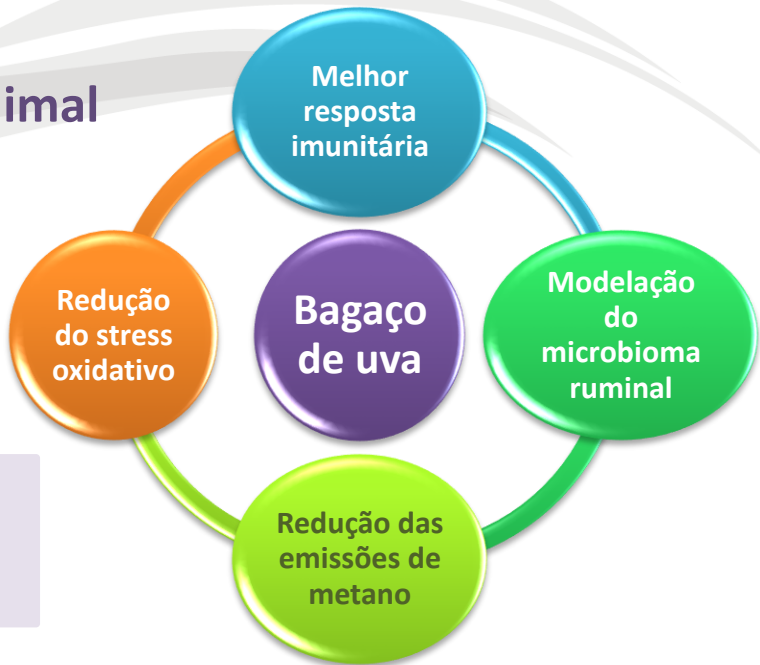 imal
Melhor
resposta
imunitária
Redução
do stress
oxidativo
Bagaço
de uva
Modelação
do
microbioma
ruminal
Redução das
emissões de
metano